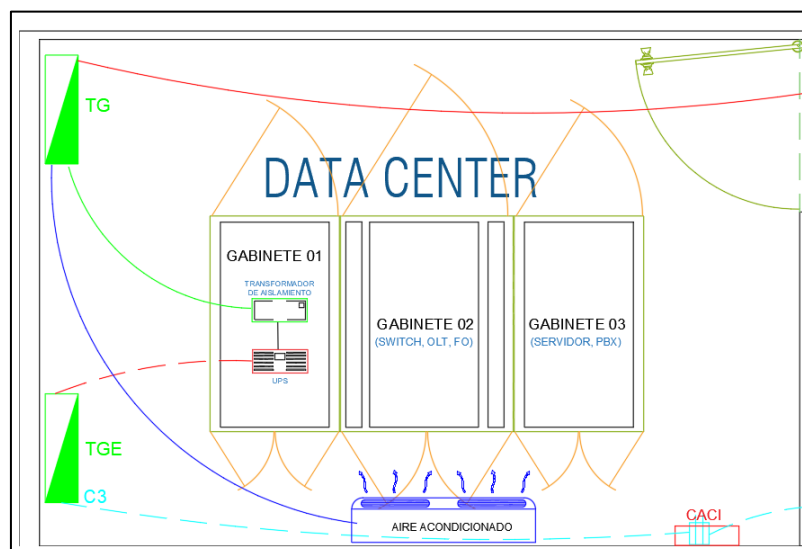 TG
DATA CENTER
GABINETE 01
TRANSFORMADOR
DE AISLAMIENTO
UPS
GABINETE 02
(SWITCH, OLT, FO)
GABINETE 03
(SERVIDOR, PBX)
TGE
C3
AIRE ACONDICIONADO
CACI